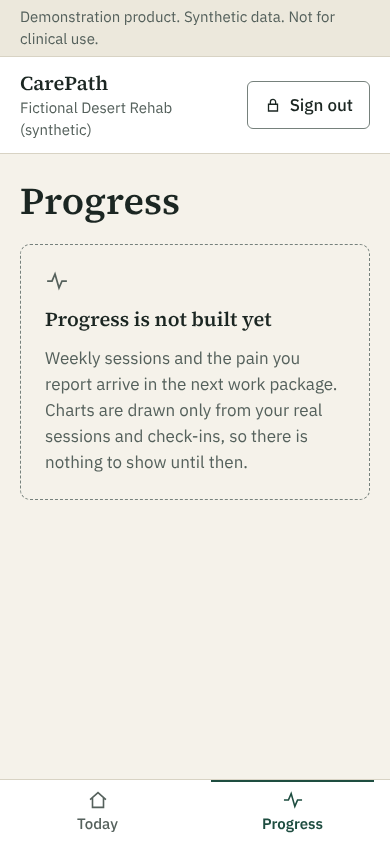 Demonstration product. Synthetic data. Not for
clinical use.
CarePath
Fictional Desert Rehab
(synthetic)
Sign out
Progress
Progress is not built yet
Weekly sessions and the pain you
report arrive in the next work package.
Charts are drawn only from your real
sessions and check-ins, so there is
nothing to show until then.
Today
Progress